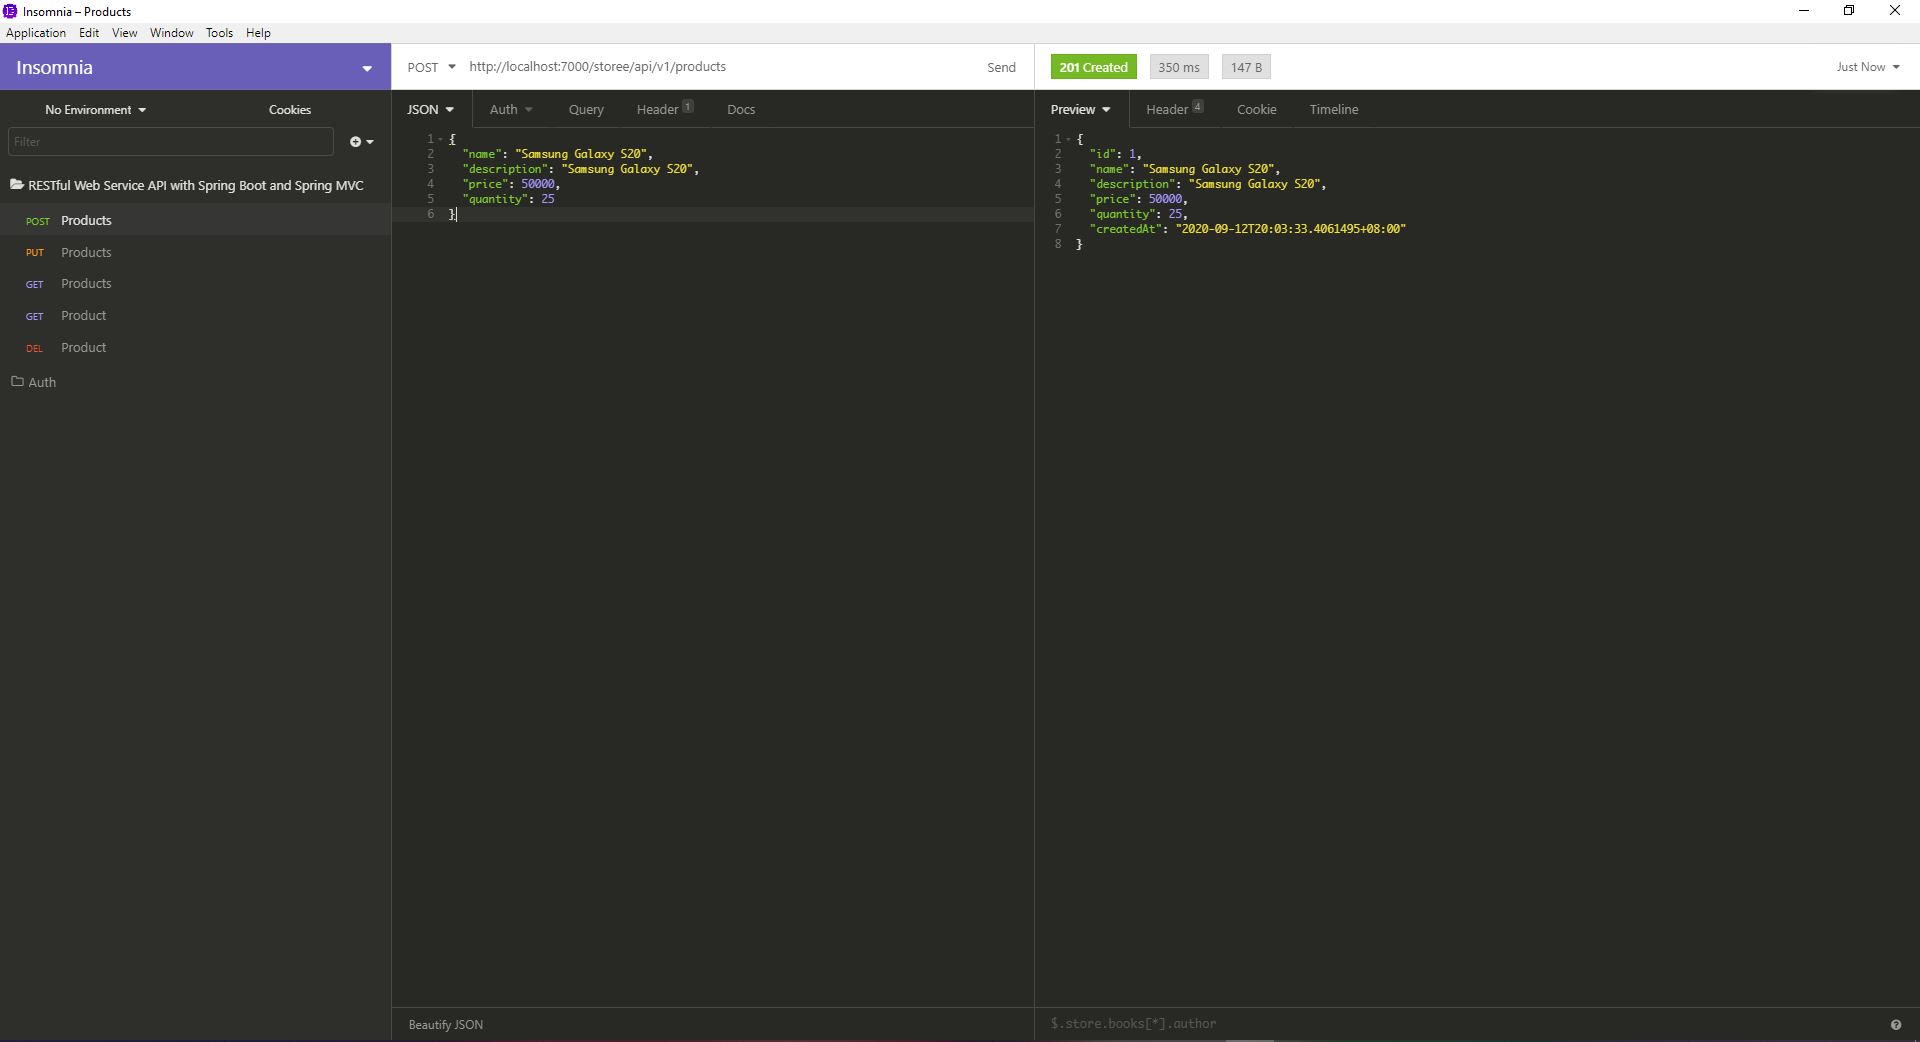 Insomnia – Products
Application Edit View Window Tools Help
Insomnia
No Environment Cookies
Filter
RESTful Web Service API with Spring Boot and Spring MVC
POST Products
PUT Products
GET Products
GET Product
DEL Product
Auth
POST http://localhost:7000/storee/api/v1/products Send
JSON Auth Query Header 1 Docs
1 {
2 "name": "Samsung Galaxy S20",
3 "description": "Samsung Galaxy S20",
4 "price": 50000,
5 "quantity": 25
6 }
Beautify JSON
201 Created 350 ms 147 B Just Now
Preview Header 4 Cookie Timeline
1 {
2 "id": 1,
3 "name": "Samsung Galaxy S20",
4 "description": "Samsung Galaxy S20",
5 "price": 50000,
6 "quantity": 25,
7 "createdAt": "2020-09-12T20:03:33.4061495+08:00"
8 }
$.store.books[*].author